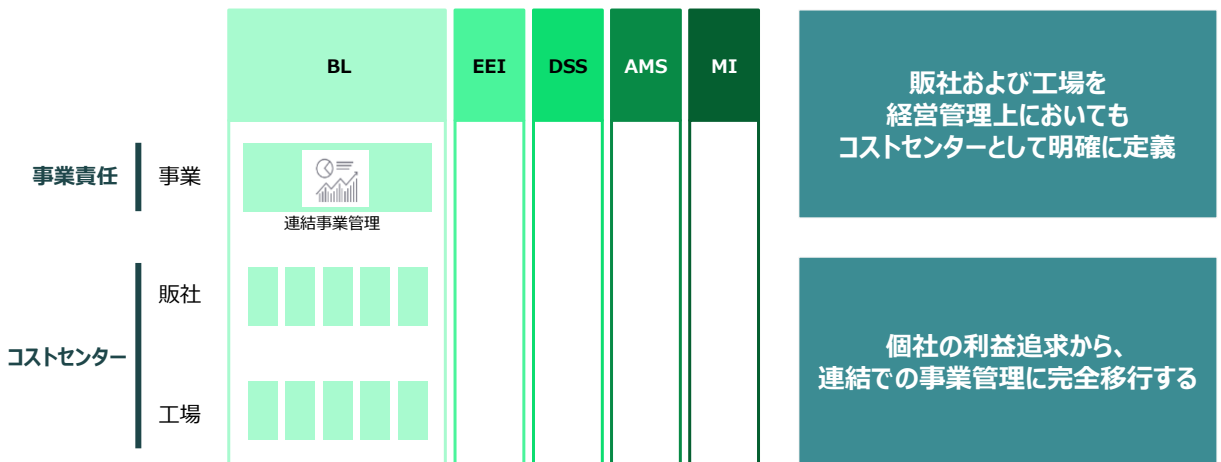 BL
EEI
DSS
AMS
MI
事業責任
事業
連結事業管理
コストセンター
販社
工場
販社および工場を
経営管理上においても
コストセンターとして明確に定義
個社の利益追求から、
連結での事業管理に完全移行する